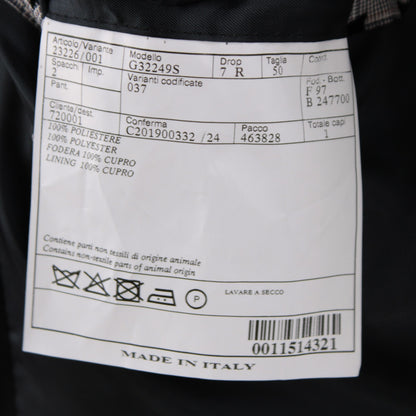 Articolo/Variante Modello Drop Taglia Contr.
23226/001 G32249S 7 R 50
Spacch Imp. Varianti codificate Fod.- Bott.
2 037 F 97
Pant. B 247700
Cliente/dest. Conferma Pacco Totale capi
720001 C201900332 /24 463828 1
100% POLIESTERE
100% POLYESTER
FODERA 100% CUPRO
LINING 100% CUPRO
Contiene parti non tessili di origine animale
Contains non-textile parts of animal origin
P
LAVARE A SECCO
0011514321
MADE IN ITALY